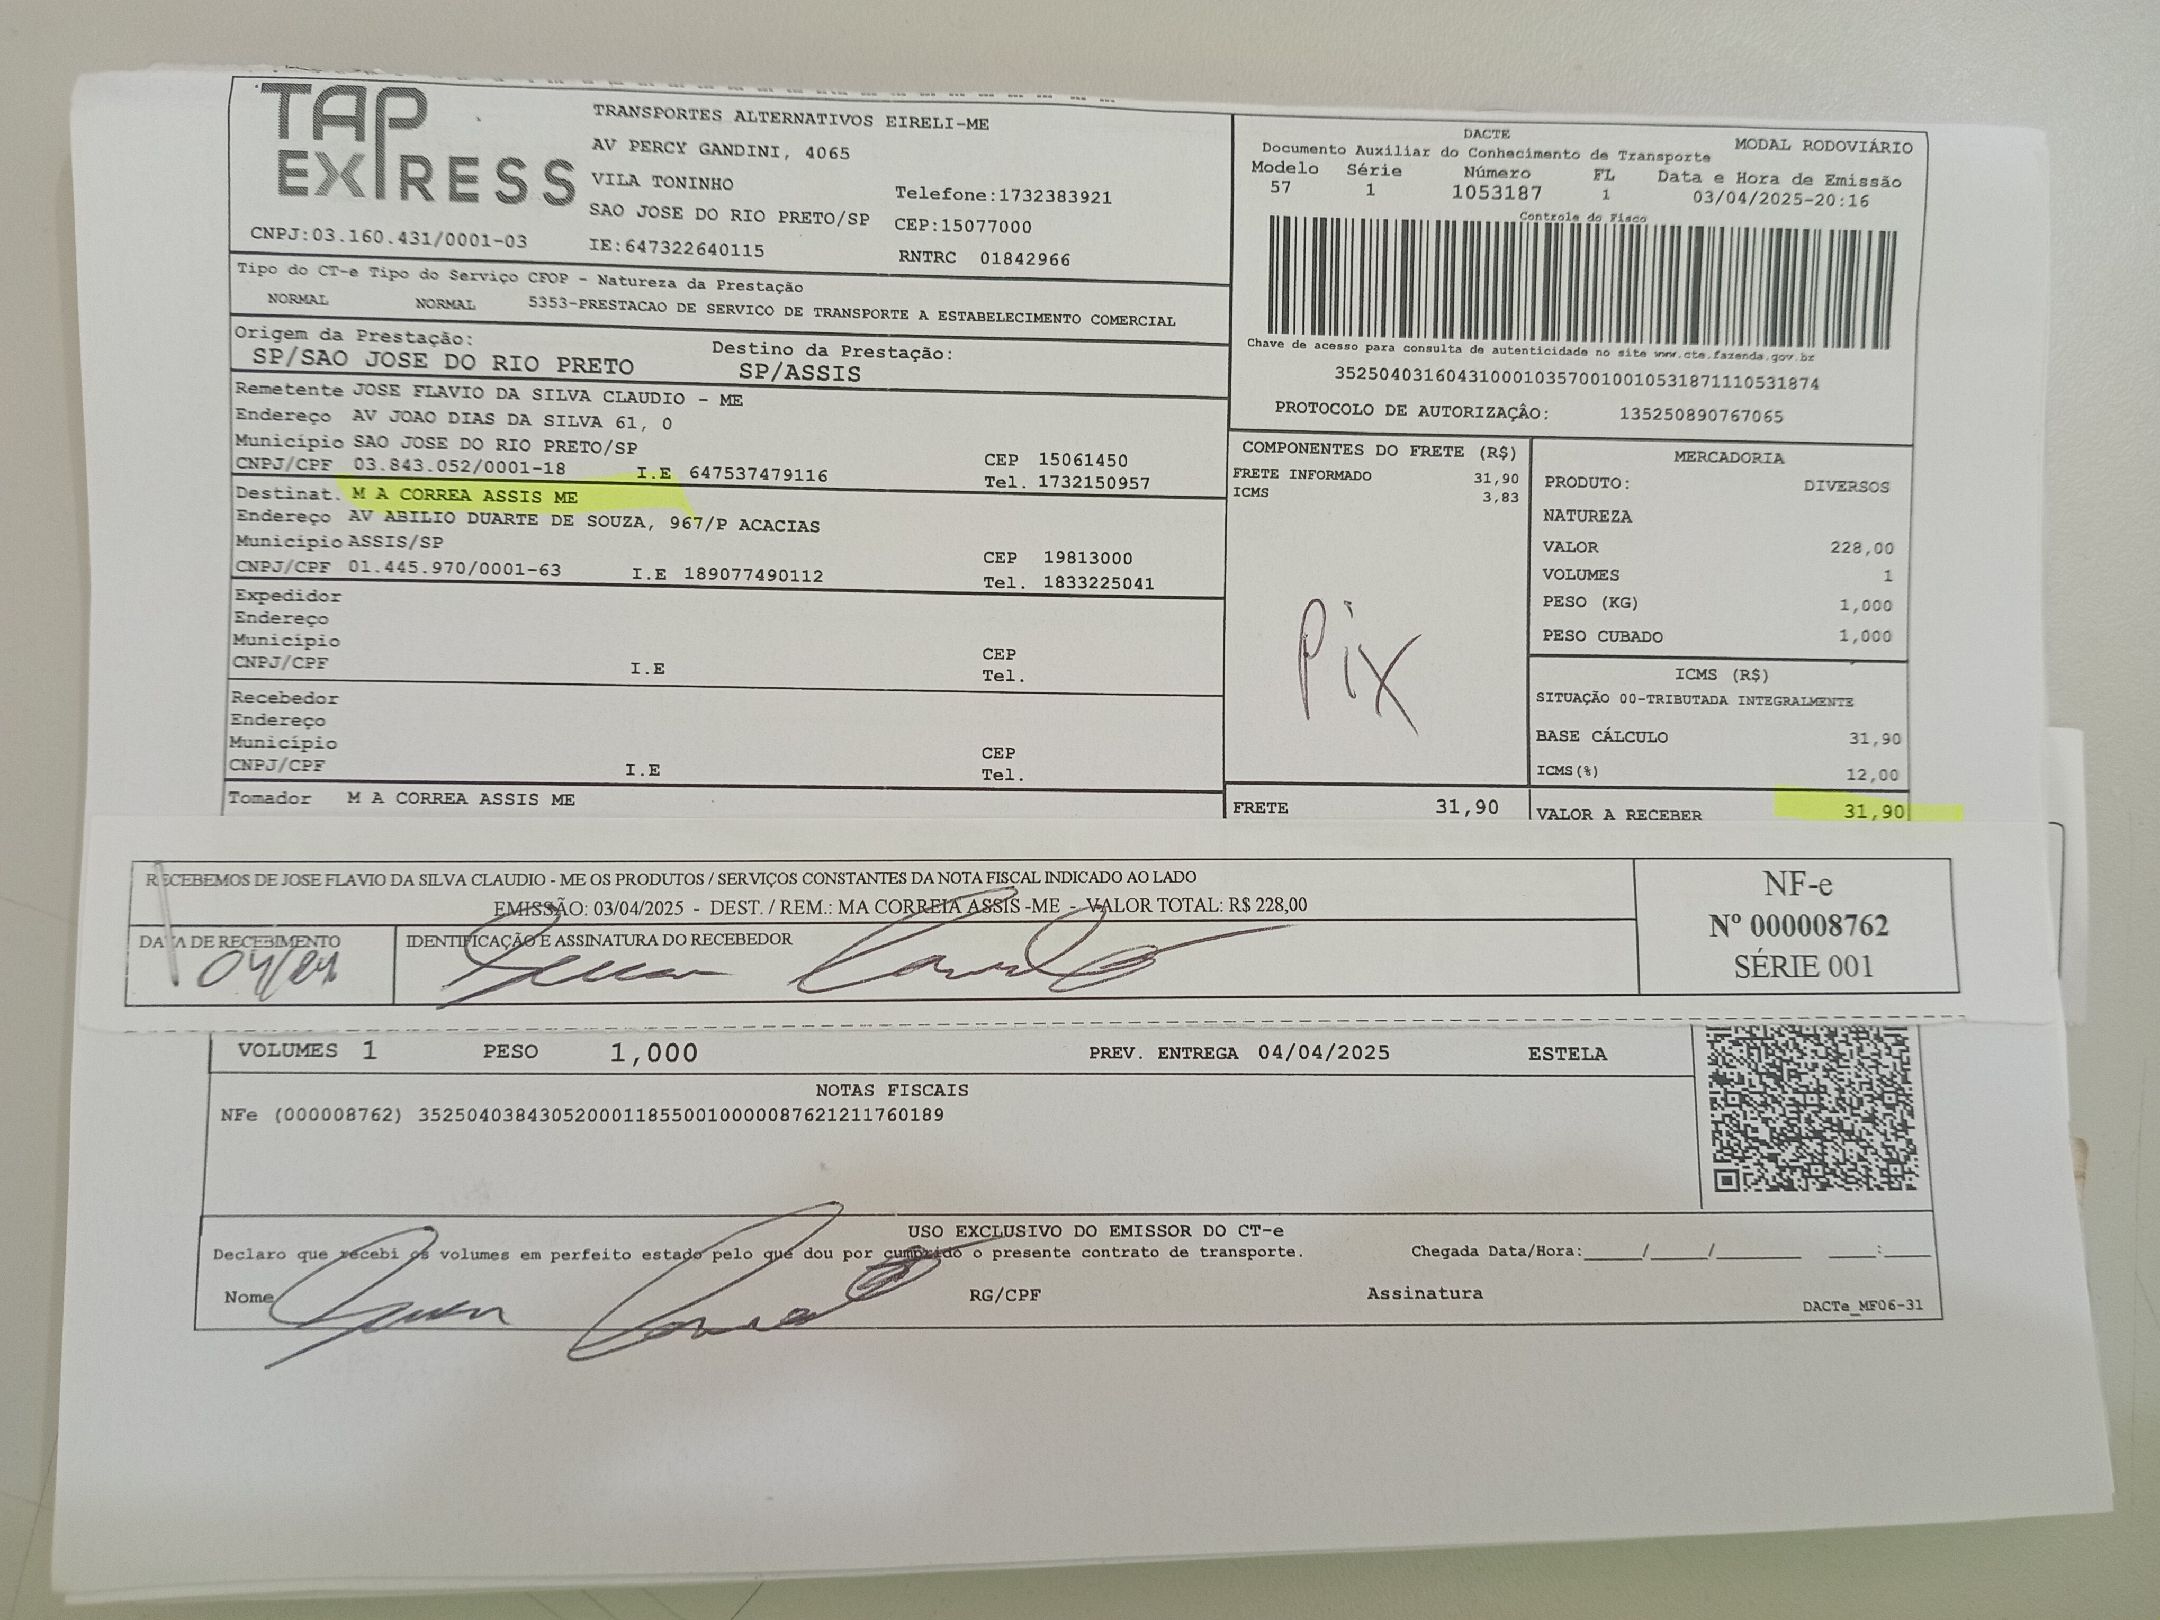 TAP
EXPRESS
CNPJ:03.160.431/0001-03
TRANSPORTES ALTERNATIVOS EIRELI-ME
AV PERCY GANDINI, 4065
VILA TONINHO
SAO JOSE DO RIO PRETO/SP
IE:647322640115
Telefone:1732383921
CEP:15077000
RNTRC 01842966
DACTE
MODAL RODOVIÁRIO
Documento Auxiliar do Conhecimento de Transporte
Modelo Série Número FL Data e Hora de Emissão
57 1 1053187 1 03/04/2025-20:16
Controle do Fisco
Chave de acesso para consulta de autenticidade no site www.cte.fazenda.gov.br
35250403160431000103570010010531871110531874
PROTOCOLO DE AUTORIZAÇÂO: 135250890767065
Tipo do CT-e Tipo do Serviço CFOP - Natureza da Prestação
NORMAL NORMAL 5353-PRESTACAO DE SERVICO DE TRANSPORTE A ESTABELECIMENTO COMERCIAL
Origem da Prestação: Destino da Prestação:
SP/SAO JOSE DO RIO PRETO SP/ASSIS
Remetente JOSE FLAVIO DA SILVA CLAUDIO - ME
Endereço AV JOAO DIAS DA SILVA 61, 0
Município SAO JOSE DO RIO PRETO/SP CEP 15061450
CNPJ/CPF 03.843.052/0001-18 I.E 647537479116 Tel. 1732150957
Destinat. M A CORREA ASSIS ME
Endereço AV ABILIO DUARTE DE SOUZA, 967/P ACACIAS
Município ASSIS/SP CEP 19813000
CNPJ/CPF 01.445.970/0001-63 I.E 189077490112 Tel. 1833225041
Expedidor
Endereço
Município CEP
CNPJ/CPF I.E Tel.
Recebedor
Endereço
Município CEP
CNPJ/CPF I.E Tel.
Tomador M A CORREA ASSIS ME
COMPONENTES DO FRETE (R$)
FRETE INFORMADO 31,90
ICMS 3,83
Pix
FRETE 31,90
MERCADORIA
PRODUTO: DIVERSOS
NATUREZA
VALOR 228,00
VOLUMES 1
PESO (KG) 1,000
PESO CUBADO 1,000
ICMS (R$)
SITUAÇÃO 00-TRIBUTADA INTEGRALMENTE
BASE CÁLCULO 31,90
ICMS(%) 12,00
VALOR A RECEBER 31,90
RECEBEMOS DE JOSE FLAVIO DA SILVA CLAUDIO - ME OS PRODUTOS / SERVIÇOS CONSTANTES DA NOTA FISCAL INDICADO AO LADO
EMISSÃO: 03/04/2025 - DEST. / REM.: MA CORREIA ASSIS -ME - VALOR TOTAL: R$ 228,00
DATA DE RECEBIMENTO IDENTIFICAÇÃO E ASSINATURA DO RECEBEDOR
04/04
NF-e
Nº 000008762
SÉRIE 001
VOLUMES 1 PESO 1,000 PREV. ENTREGA 04/04/2025 ESTELA
NOTAS FISCAIS
NFe (000008762) 35250403843052000118550010000087621211760189
USO EXCLUSIVO DO EMISSOR DO CT-e
Declaro que recebi os volumes em perfeito estado pelo que dou por cumprido o presente contrato de transporte. Chegada Data/Hora:____/____/______ ___:___
Nome RG/CPF Assinatura
DACTe_MF06-31